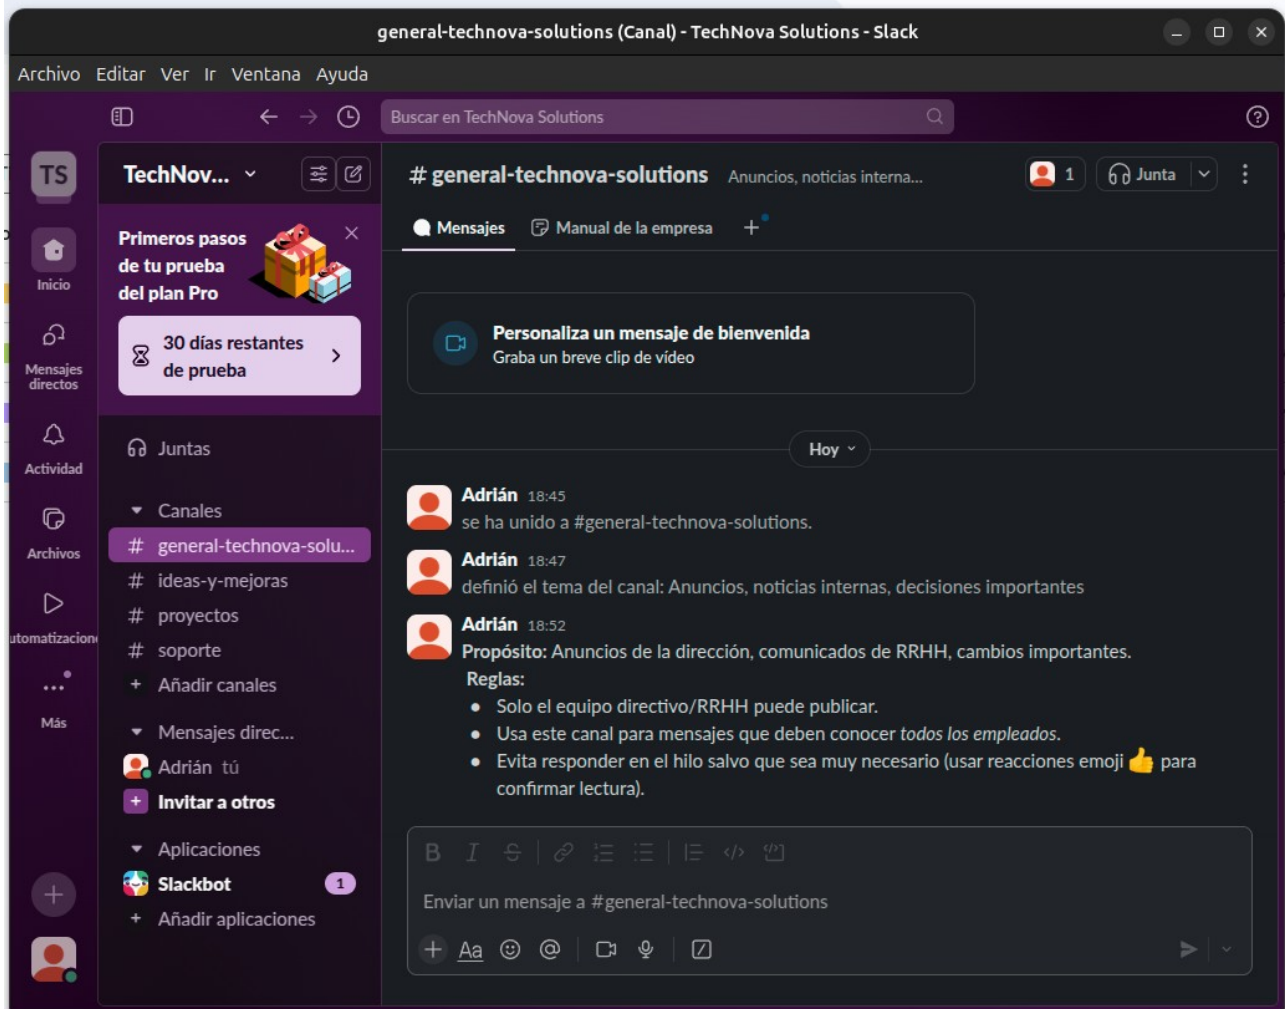 general-technova-solutions (Canal) - TechNova Solutions - Slack
Archivo Editar Ver Ir Ventana Ayuda
Buscar en TechNova Solutions
TS
Inicio
Mensajes
directos
Actividad
Archivos
utomatizacione
Más
TechNov...
Primeros pasos
de tu prueba
del plan Pro
30 días restantes
de prueba
Juntas
Canales
# general-technova-solu...
# ideas-y-mejoras
# proyectos
# soporte
+ Añadir canales
Mensajes direc...
Adrián tú
+ Invitar a otros
Aplicaciones
Slackbot 1
+ Añadir aplicaciones
# general-technova-solutions Anuncios, noticias interna...
1
Junta
Mensajes Manual de la empresa +
Personaliza un mensaje de bienvenida
Graba un breve clip de vídeo
Hoy
Adrián 18:45
se ha unido a #general-technova-solutions.
Adrián 18:47
definió el tema del canal: Anuncios, noticias internas, decisiones importantes
Adrián 18:52
Propósito: Anuncios de la dirección, comunicados de RRHH, cambios importantes.
Reglas:
• Solo el equipo directivo/RRHH puede publicar.
• Usa este canal para mensajes que deben conocer todos los empleados.
• Evita responder en el hilo salvo que sea muy necesario (usar reacciones emoji 👍 para
confirmar lectura).
B I S
Enviar un mensaje a #general-technova-solutions
+ Aa @